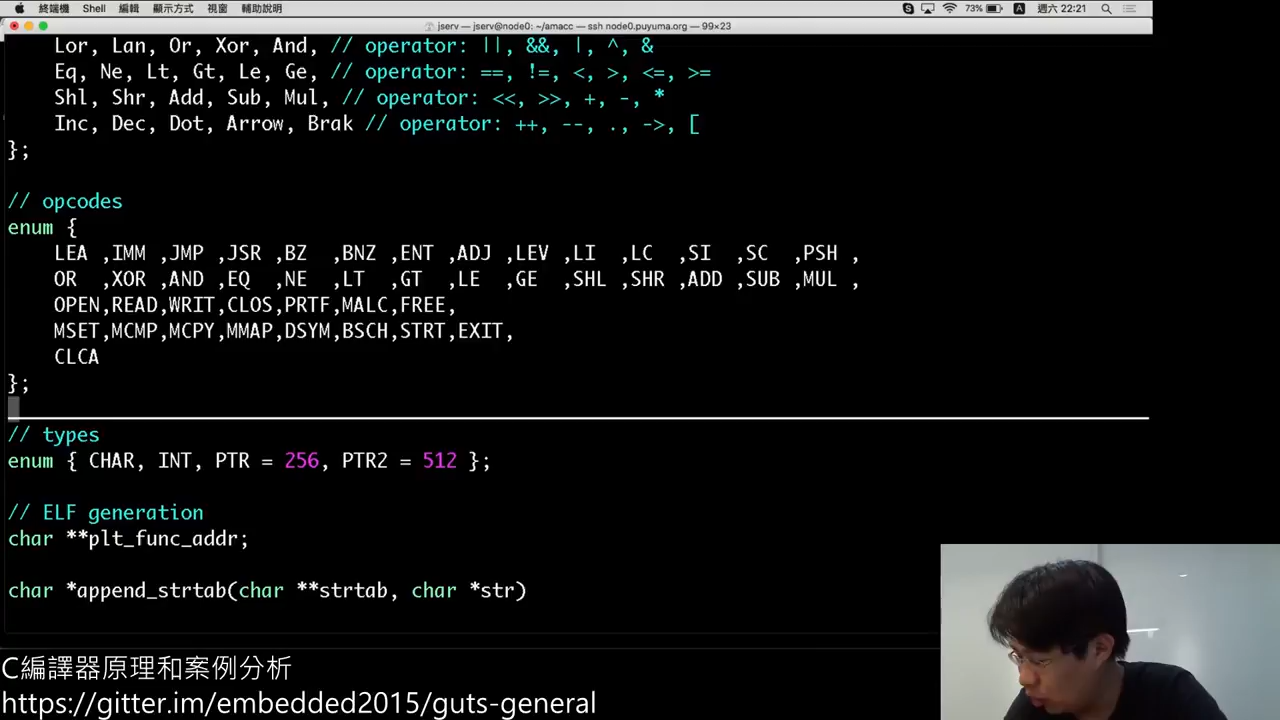 終端機 Shell 編輯 顯示方式 視窗 輔助說明 73% 週六 22:21
jserv — jserv@node0: ~/amacc — ssh node0.puyuma.org — 99×23
Lor, Lan, Or, Xor, And, // operator: ||, &&, |, ^, &
Eq, Ne, Lt, Gt, Le, Ge, // operator: ==, !=, <, >, <=, >=
Shl, Shr, Add, Sub, Mul, // operator: <<, >>, +, -, *
Inc, Dec, Dot, Arrow, Brak // operator: ++, --, ., ->, [
};
// opcodes
enum {
LEA ,IMM ,JMP ,JSR ,BZ ,BNZ ,ENT ,ADJ ,LEV ,LI ,LC ,SI ,SC ,PSH ,
OR ,XOR ,AND ,EQ ,NE ,LT ,GT ,LE ,GE ,SHL ,SHR ,ADD ,SUB ,MUL ,
OPEN,READ,WRIT,CLOS,PRTF,MALC,FREE,
MSET,MCMP,MCPY,MMAP,DSYM,BSCH,STRT,EXIT,
CLCA
};
// types
enum { CHAR, INT, PTR = 256, PTR2 = 512 };
// ELF generation
char **plt_func_addr;
char *append_strtab(char **strtab, char *str)
C編譯器原理和案例分析
https://gitter.im/embedded2015/guts-general